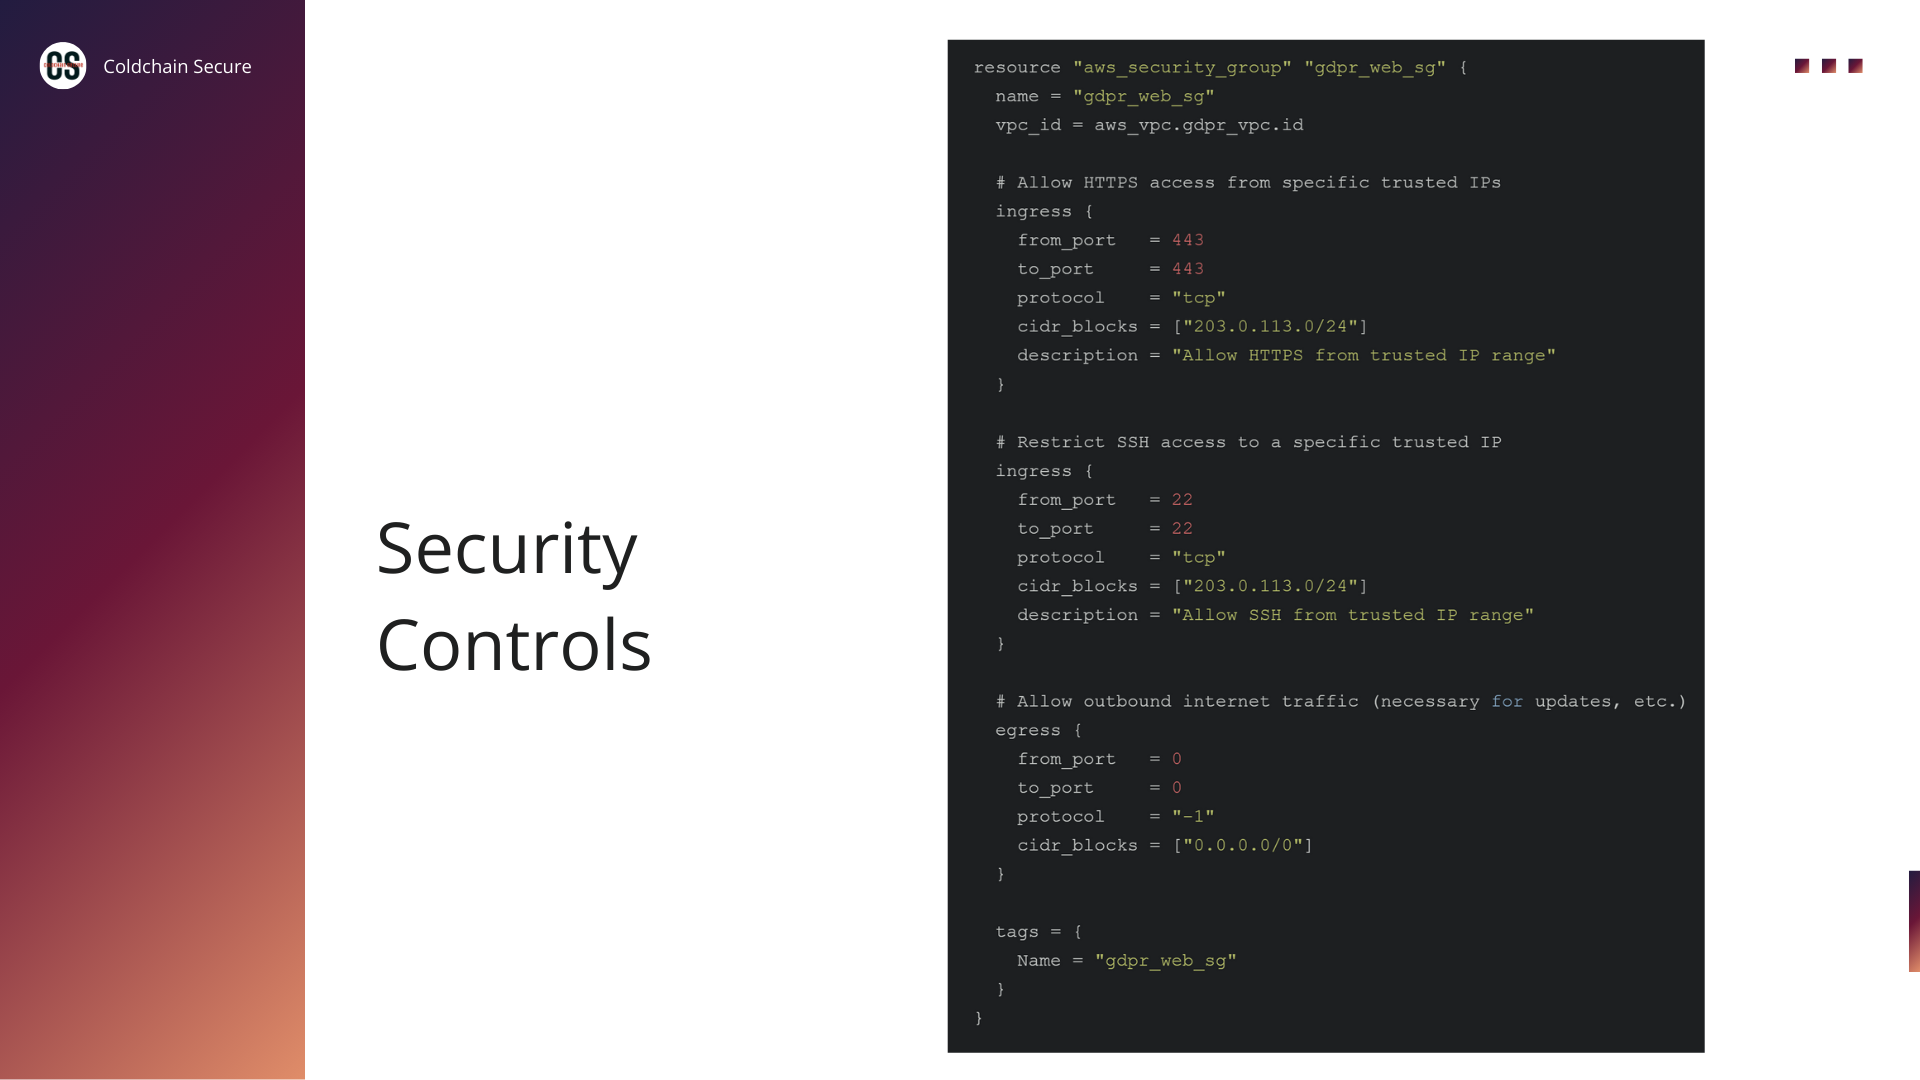 CS
Coldchain Secure
Security
Controls
resource "aws_security_group" "gdpr_web_sg" {
  name = "gdpr_web_sg"
  vpc_id = aws_vpc.gdpr_vpc.id

  # Allow HTTPS access from specific trusted IPs
  ingress {
    from_port   = 443
    to_port     = 443
    protocol    = "tcp"
    cidr_blocks = ["203.0.113.0/24"]
    description = "Allow HTTPS from trusted IP range"
  }

  # Restrict SSH access to a specific trusted IP
  ingress {
    from_port   = 22
    to_port     = 22
    protocol    = "tcp"
    cidr_blocks = ["203.0.113.0/24"]
    description = "Allow SSH from trusted IP range"
  }

  # Allow outbound internet traffic (necessary for updates, etc.)
  egress {
    from_port   = 0
    to_port     = 0
    protocol    = "-1"
    cidr_blocks = ["0.0.0.0/0"]
  }

  tags = {
    Name = "gdpr_web_sg"
  }
}